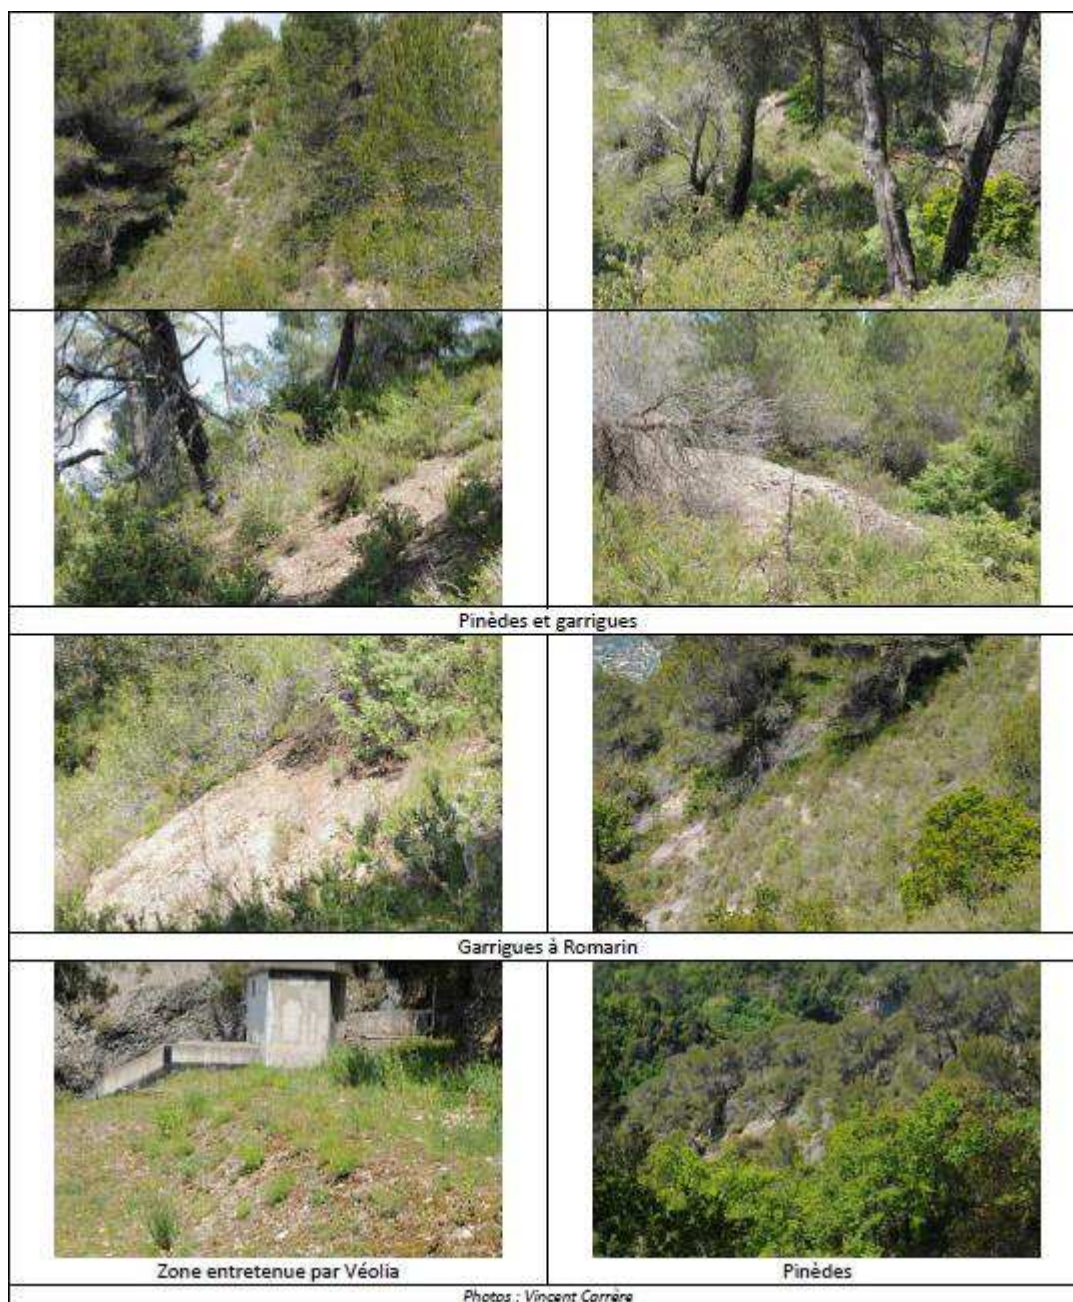 Pinèdes et garrigues
Garrigues à Romarin
Zone entretenue par Véolia
Pinèdes
Photos : Vincent Carrère